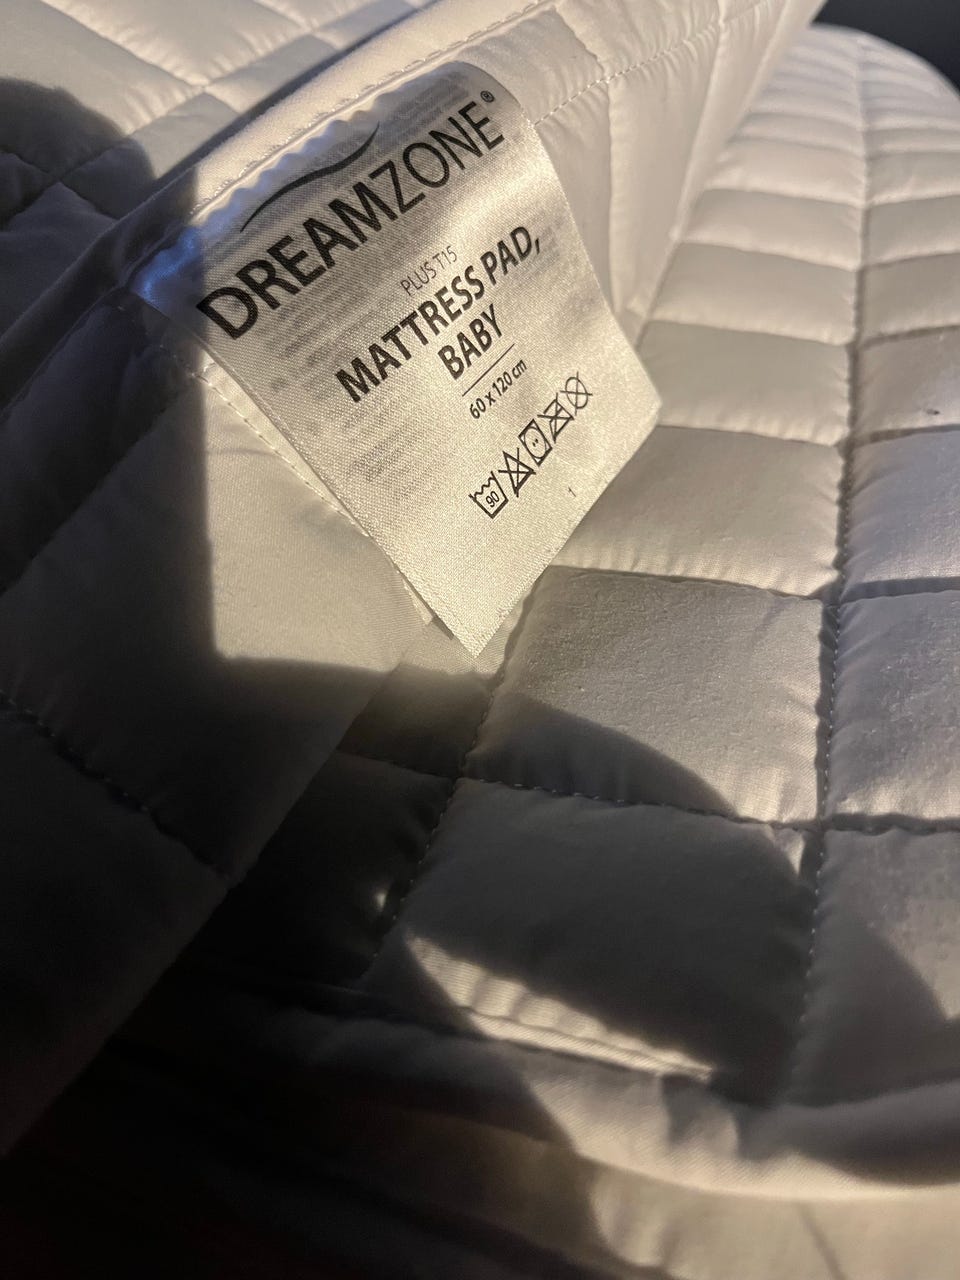 DREAMZONE®
PLUS T15
MATTRESS PAD,
BABY
60 x 120 cm
90
1